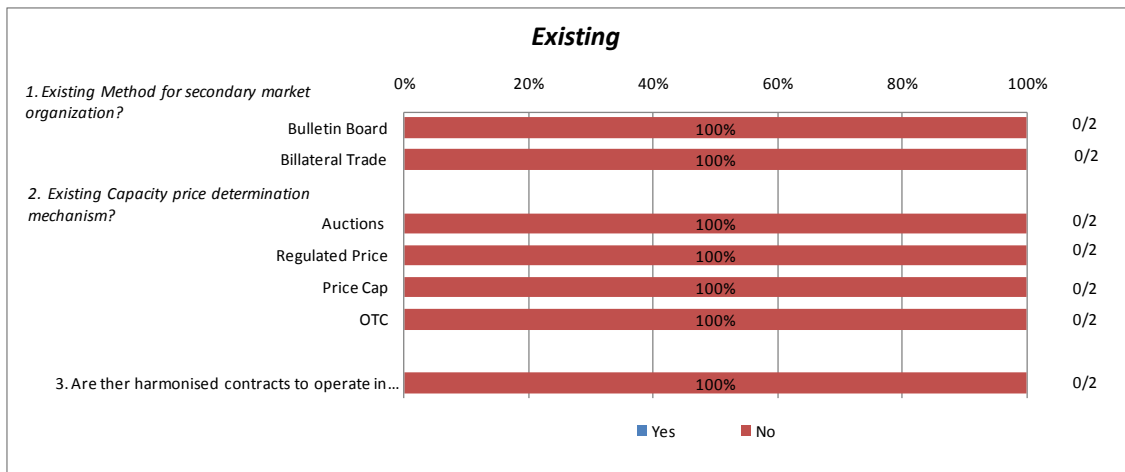 Existing
0% 20% 40% 60% 80% 100%
1. Existing Method for secondary market
organization?
Bulletin Board 100% 0/2
Billateral Trade 100% 0/2
2. Existing Capacity price determination
mechanism?
Auctions 100% 0/2
Regulated Price 100% 0/2
Price Cap 100% 0/2
OTC 100% 0/2
3. Are ther harmonised contracts to operate in… 100% 0/2
Yes No